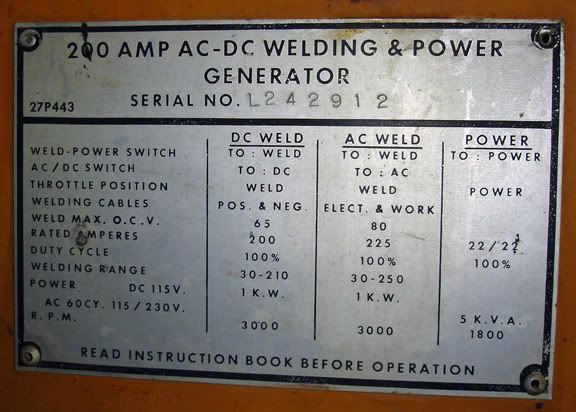 200 AMP AC-DC WELDING & POWER
GENERATOR
27P443 SERIAL NO. L242912
DC WELD AC WELD POWER
WELD-POWER SWITCH TO: WELD TO: WELD TO: POWER
AC/DC SWITCH TO: DC TO: AC
THROTTLE POSITION WELD WELD POWER
WELDING CABLES POS. & NEG. ELECT. & WORK
WELD MAX. O.C.V. 65 80
RATED AMPERES 200 225 22/22
DUTY CYCLE 100% 100% 100%
WELDING RANGE 30-210 30-250
POWER DC 115V. 1 K.W. 1 K.W.
AC 60CY. 115/230V. 5 K.V.A.
R.P.M. 3000 3000 1800
READ INSTRUCTION BOOK BEFORE OPERATION